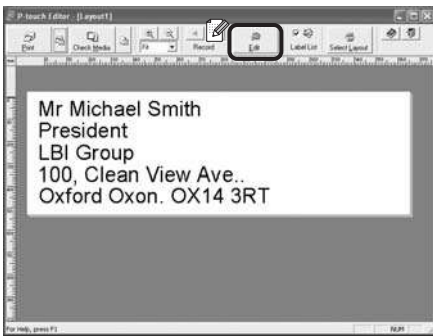 P-touch Editor - [Layout1]
Print Check Media Fit Record Edit Label List Select Layout
Mr Michael Smith
President
LBI Group
100, Clean View Ave..
Oxford Oxon. OX14 3RT
For Help, press F1 NUM